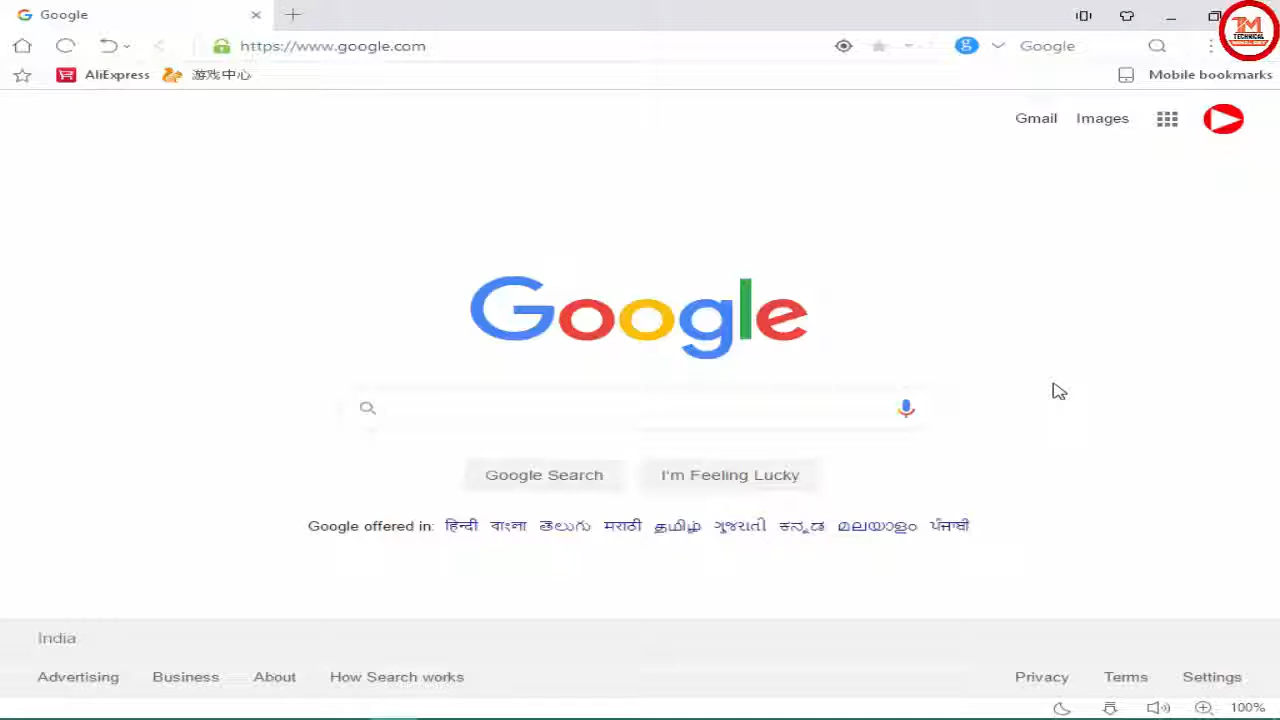 Google
https://www.google.com
Google
AliExpress 游戏中心
Mobile bookmarks
TM
TECHNICAL
Gmail Images
Google
Google Search I'm Feeling Lucky
Google offered in: हिन्दी বাংলা తెలుగు मराठी தமிழ் ગુજરાતી ಕನ್ನಡ മലയാളം ਪੰਜਾਬੀ
India
Advertising Business About How Search works
Privacy Terms Settings
100%